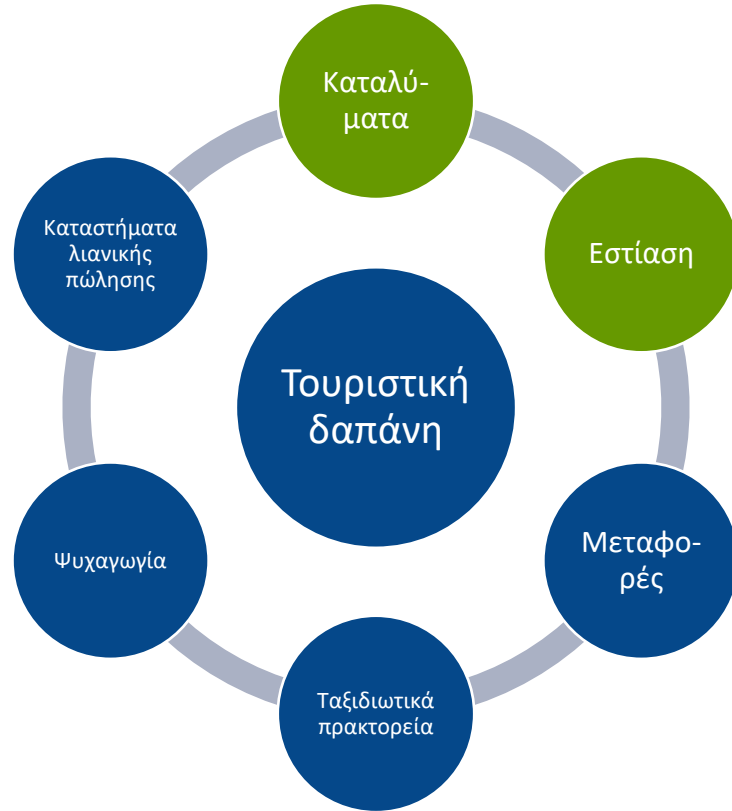 Καταλύ-
ματα
Εστίαση
Μεταφο-
ρές
Ταξιδιωτικά
πρακτορεία
Ψυχαγωγία
Καταστήματα
λιανικής
πώλησης
Τουριστική
δαπάνη